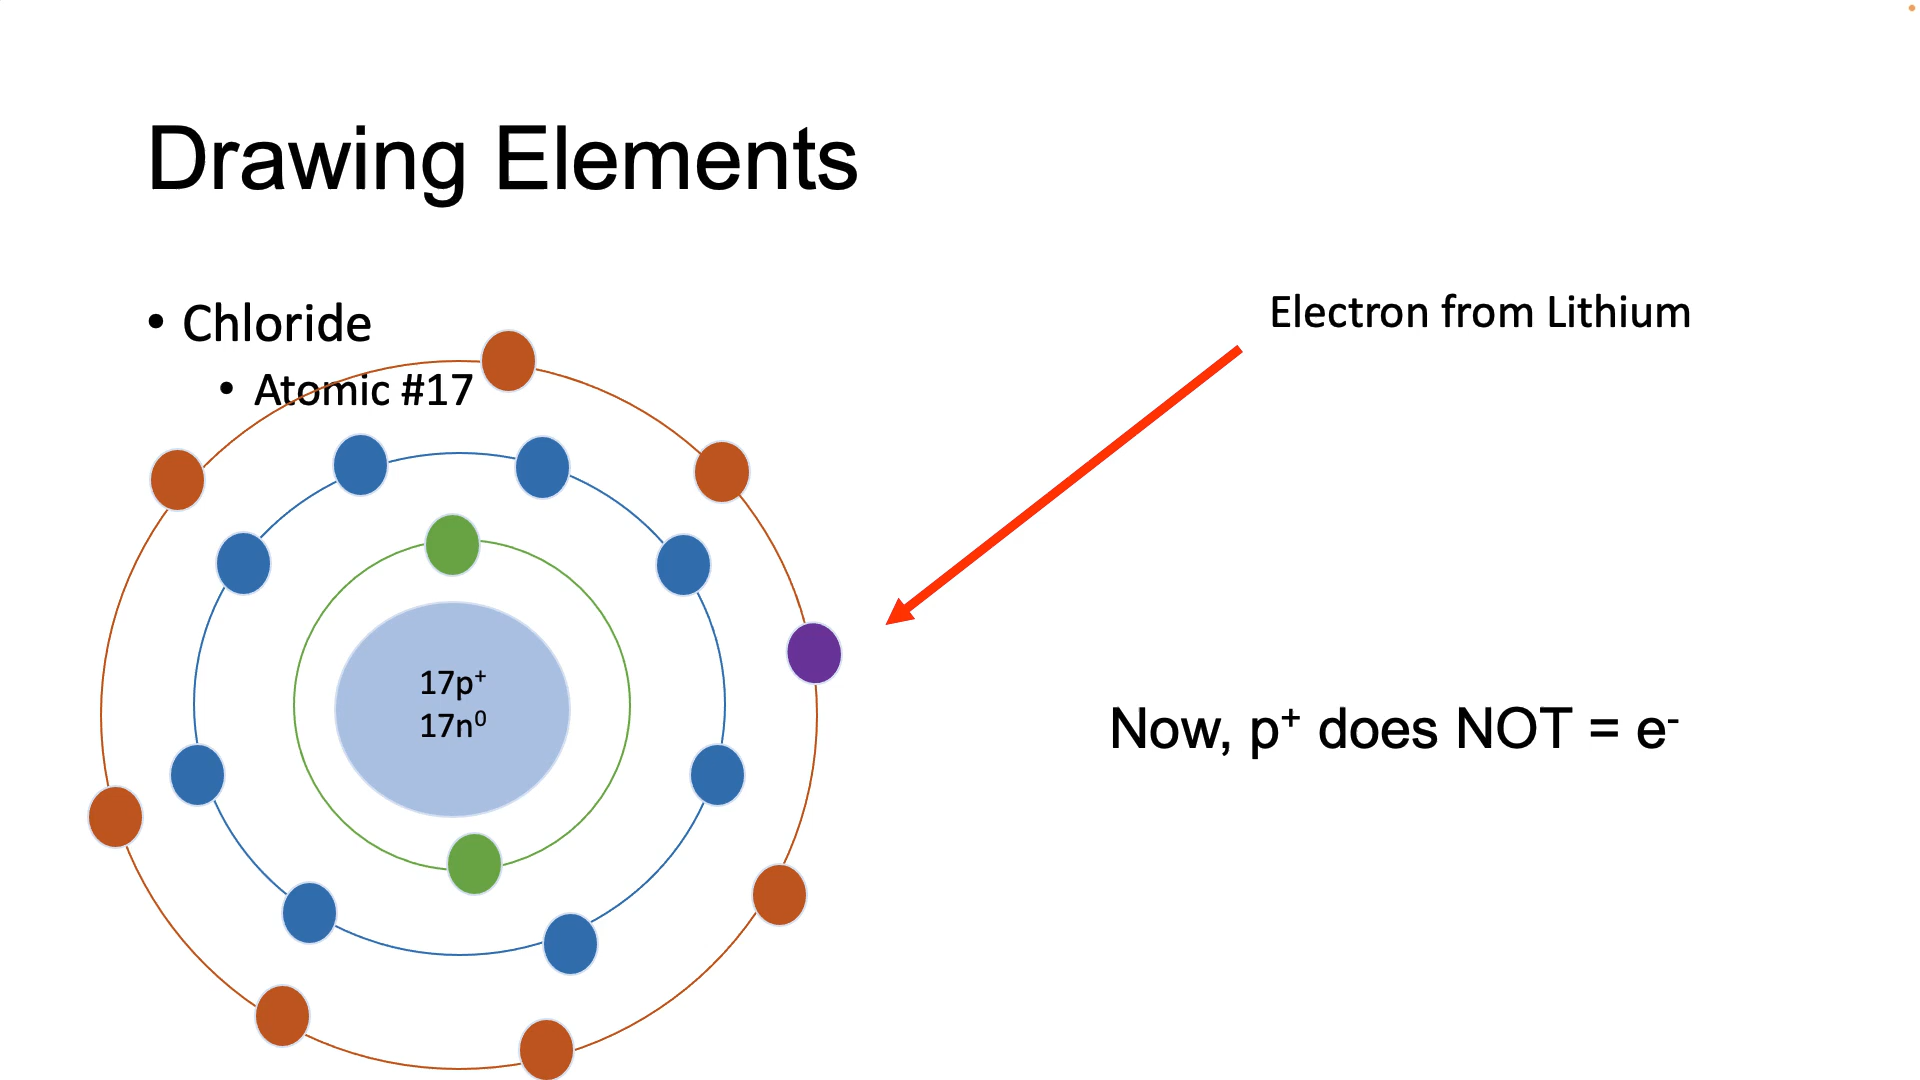 Drawing Elements
• Chloride
• Atomic #17
Electron from Lithium
17p⁺
17n⁰
Now, p⁺ does NOT = e⁻